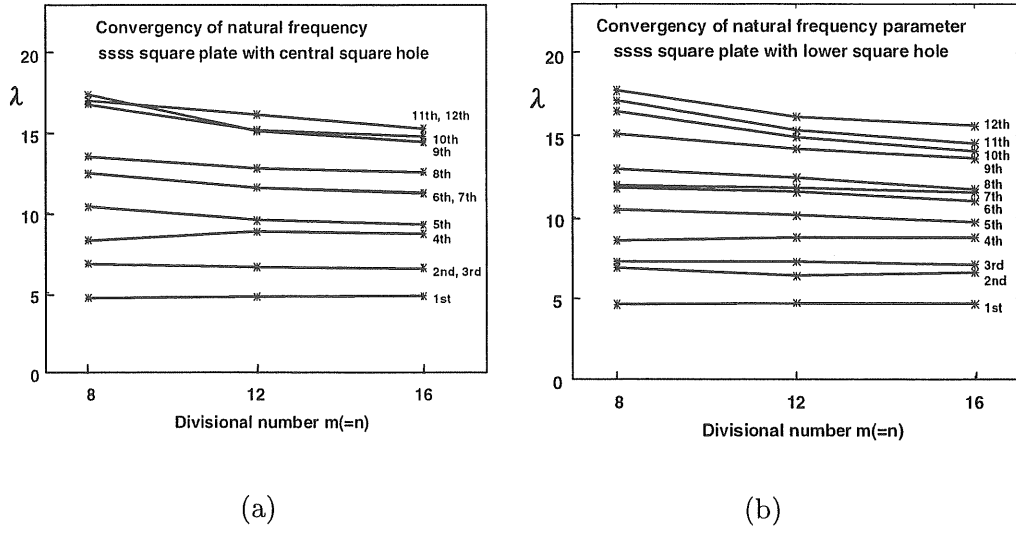 Convergency of natural frequency
ssss square plate with central square hole
20
λ
15
10
5
0
11th, 12th
10th
9th
8th
6th, 7th
5th
4th
2nd, 3rd
1st
8
12
16
Divisional number m(=n)
(a)
Convergency of natural frequency parameter
ssss square plate with lower square hole
20
λ
15
10
5
0
12th
11th
10th
9th
8th
7th
6th
5th
4th
3rd
2nd
1st
8
12
16
Divisional number m(=n)
(b)